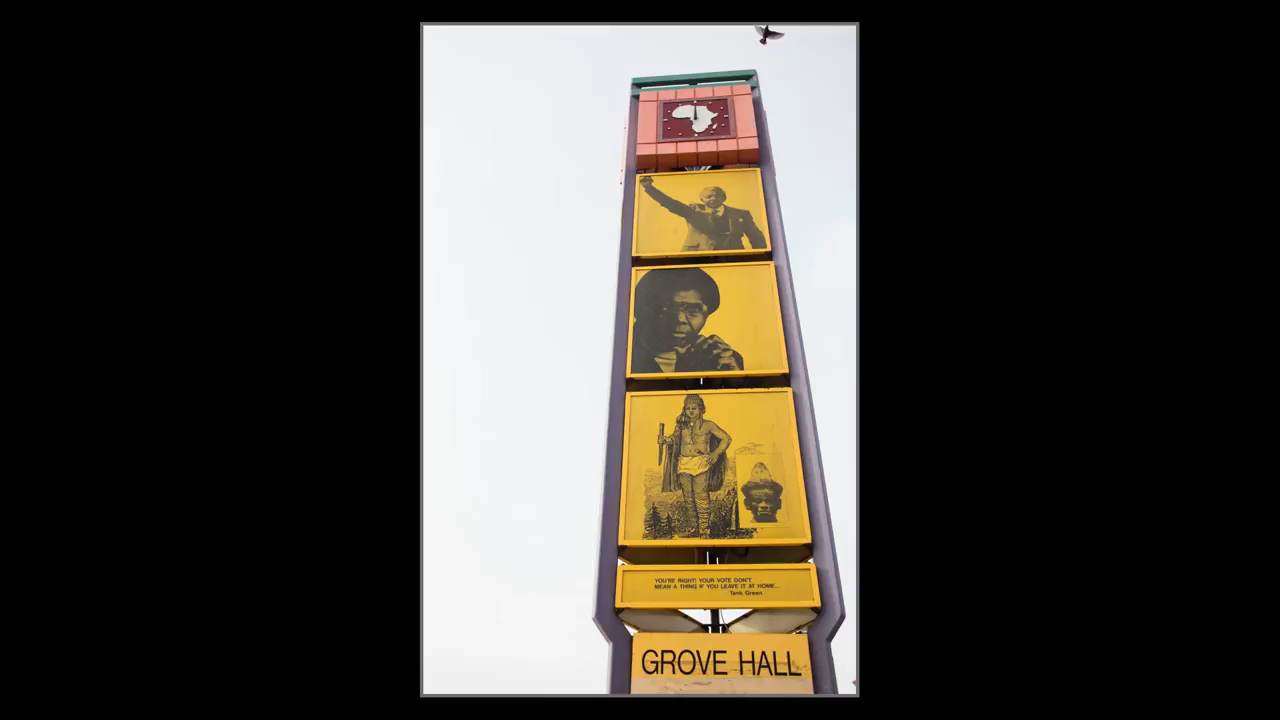 YOU'RE RIGHT! YOUR VOTE DON'T
MEAN A THING IF YOU LEAVE IT AT HOME...
Tank Green
GROVE HALL